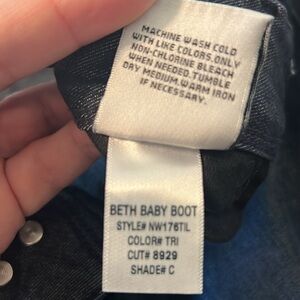 MACHINE WASH COLD
WITH LIKE COLORS.ONLY
NON-CHLORINE BLEACH
WHEN NEEDED.TUMBLE
DRY MEDIUM.WARM IRON
IF NECESSARY.
BETH BABY BOOT
STYLE# NW176TIL
COLOR# TRI
CUT# 8929
SHADE# C